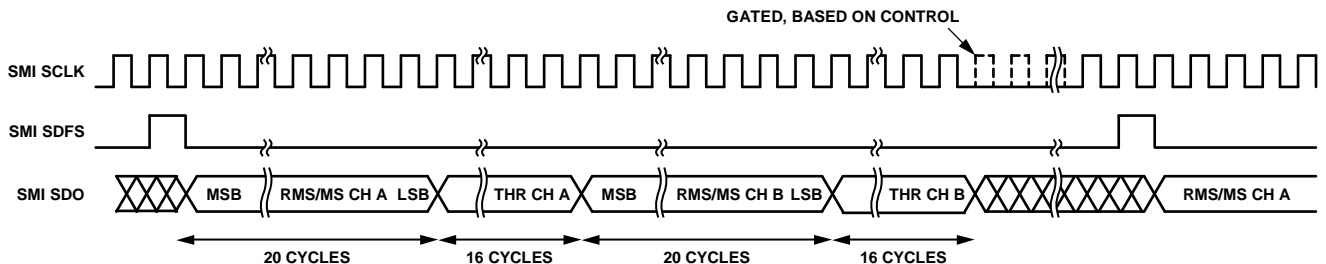 GATED, BASED ON CONTROL
SMI SCLK
SMI SDFS
SMI SDO
MSB
RMS/MS CH A LSB
THR CH A
MSB
RMS/MS CH B LSB
THR CH B
RMS/MS CH A
20 CYCLES
16 CYCLES
20 CYCLES
16 CYCLES